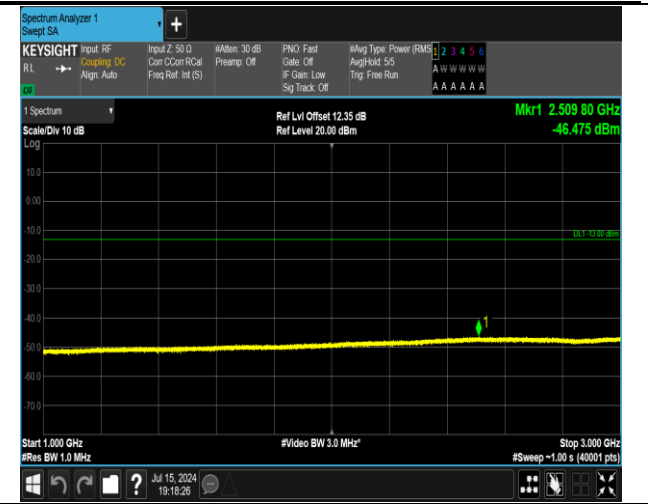 Spectrum Analyzer 1
Swept SA
KEYSIGHT
RL
Input: RF
Coupling: DC
Align: Auto
Input Z: 50 Ω
Corr CCorr RCal
Freq Ref: Int (S)
#Atten: 30 dB
Preamp: Off
PNO: Fast
Gate: Off
IF Gain: Low
Sig Track: Off
#Avg Type: Power (RMS
Avg|Hold: 5/5
Trig: Free Run
1 2 3 4 5 6
A W W W W W
A A A A A A
LXI
1 Spectrum
Scale/Div 10 dB
Log
Ref Lvl Offset 12.35 dB
Ref Level 20.00 dBm
Mkr1 2.509 80 GHz
-46.475 dBm
10.0
0.00
-10.0
DL1 -13.00 dBm
-20.0
-30.0
-40.0
1
-50.0
-60.0
-70.0
Start 1.000 GHz
#Res BW 1.0 MHz
#Video BW 3.0 MHz*
Stop 3.000 GHz
#Sweep ~1.00 s (40001 pts)
?
Jul 15, 2024
19:18:26